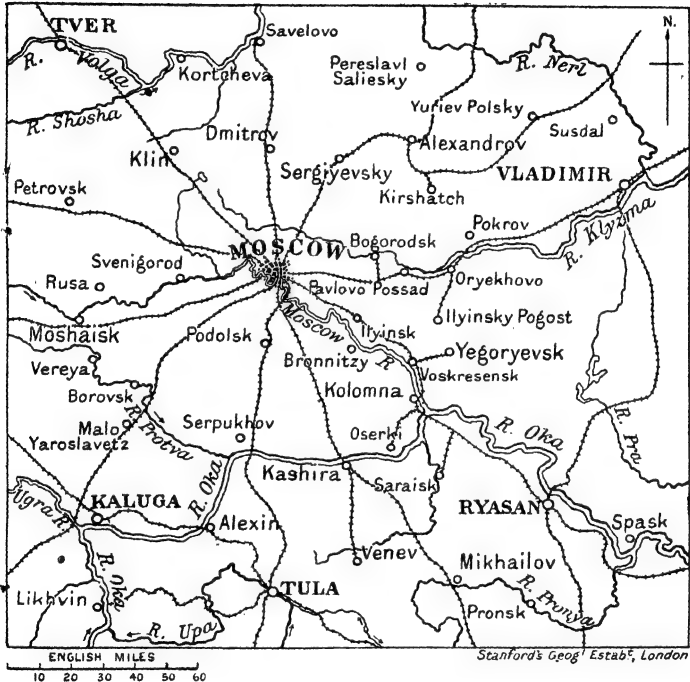 TVER
Savelovo
N.
R. Volga
Kortcheva
Pereslavl
Saliesky
R. Nerl
R. Shosha
Yuriev Polsky
Dmitrov
Susdal
Klin
Alexandrov
Sergiyevsky
VLADIMIR
Petrovsk
Kirshatch
Pokrov
R. Klyzma
MOSCOW
Bogorodsk
Svenigorod
Rusa
Pavlovo Possad
Oryekhovo
Moshaisk
Moscow R
Ilyinsk
Ilyinsky Pogost
Podolsk
Bronnitzy
Yegoryevsk
Vereya
Voskresensk
Borovsk
Kolomna
R. Protva
Malo
Yaroslavetz
Serpukhov
Oserki
R. Oka
R. Pra
Kashira
Saraisk
Ugra R.
KALUGA
R. Oka
RYASAN
Alexin
Spask
Venev
R. Oka
Mikhailov
TULA
R. Pronya
Likhvin
Pronsk
R. Upa
ENGLISH MILES
10 20 30 40 50 60
Stanford's Geog! Estabt., London